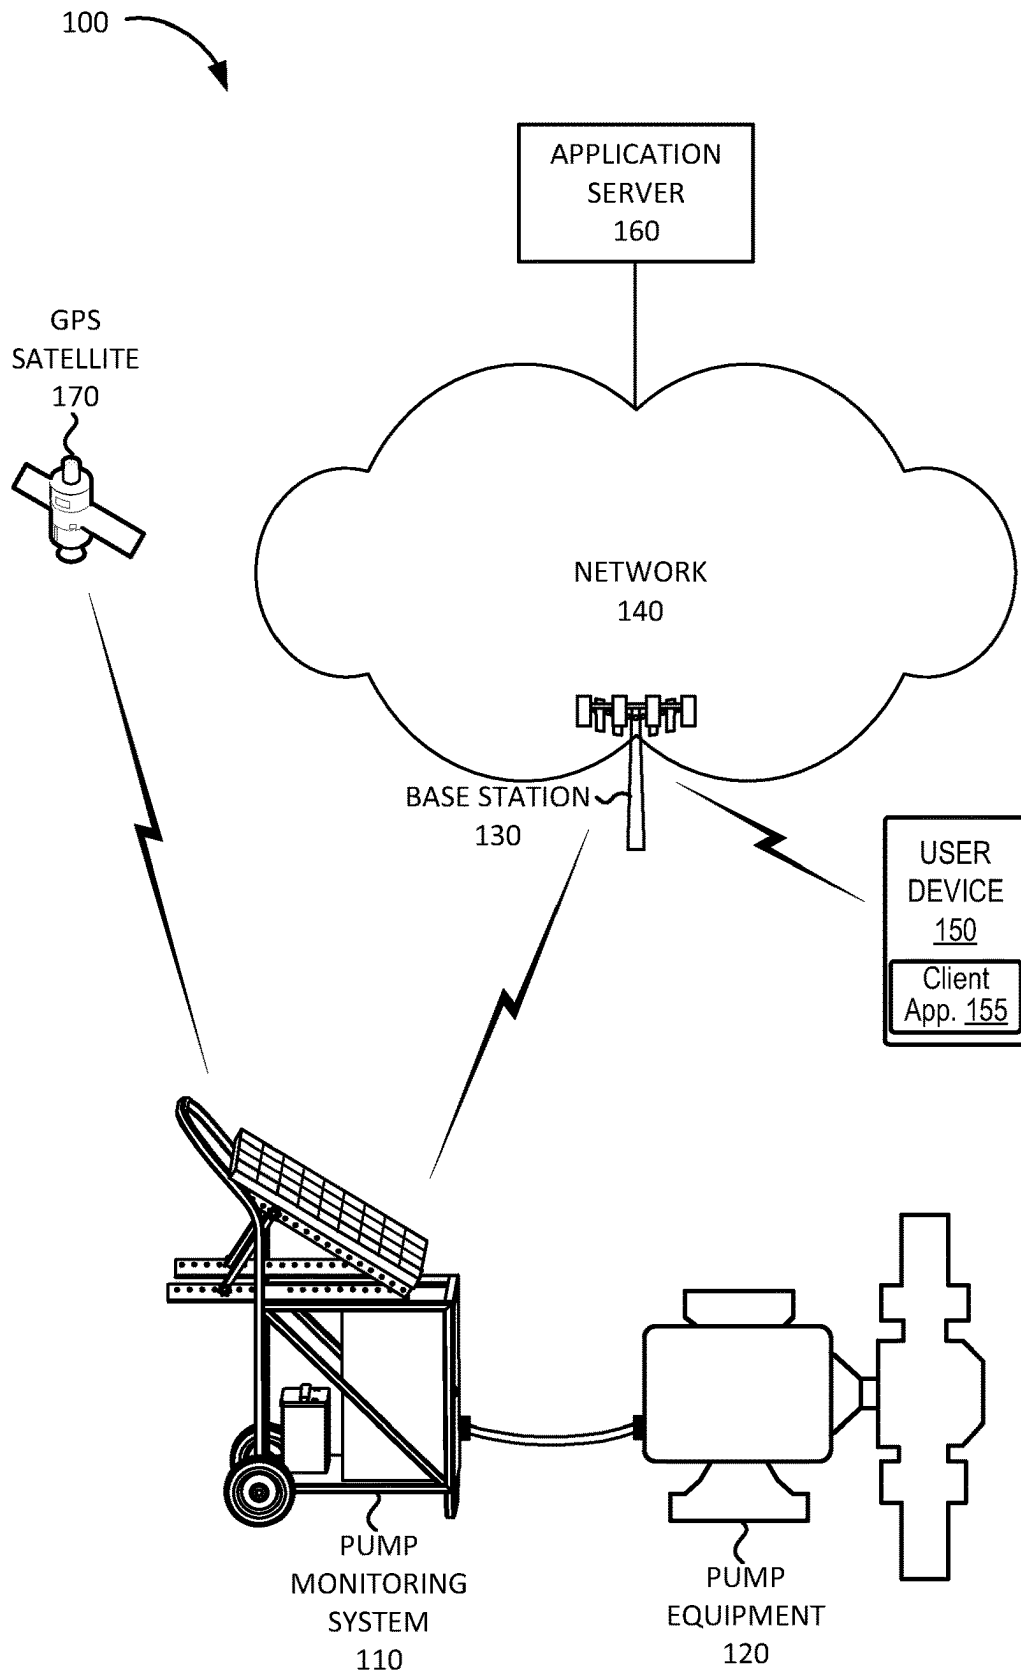 100
APPLICATION
SERVER
160
GPS
SATELLITE
170
NETWORK
140
BASE STATION
130
USER
DEVICE
150
Client
App. 155
PUMP
MONITORING
SYSTEM
110
PUMP
EQUIPMENT
120